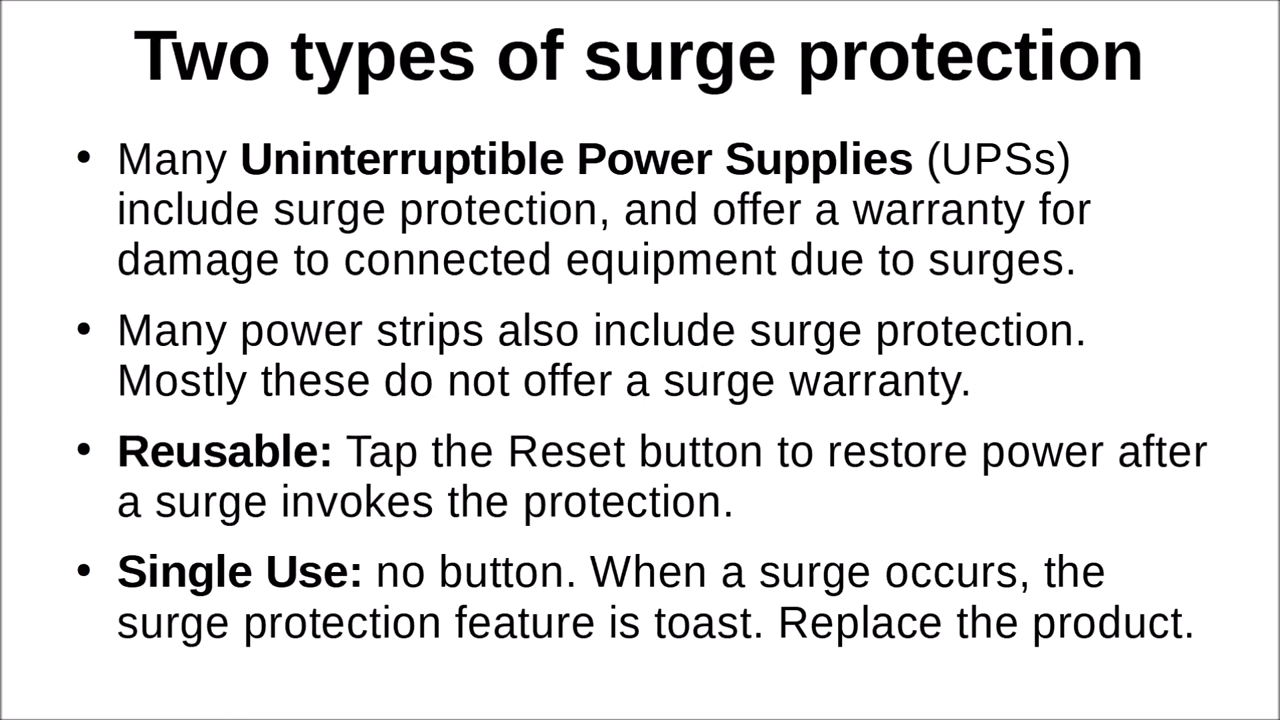 Two types of surge protection
• Many Uninterruptible Power Supplies (UPSs)
include surge protection, and offer a warranty for
damage to connected equipment due to surges.
• Many power strips also include surge protection.
Mostly these do not offer a surge warranty.
• Reusable: Tap the Reset button to restore power after
a surge invokes the protection.
• Single Use: no button. When a surge occurs, the
surge protection feature is toast. Replace the product.